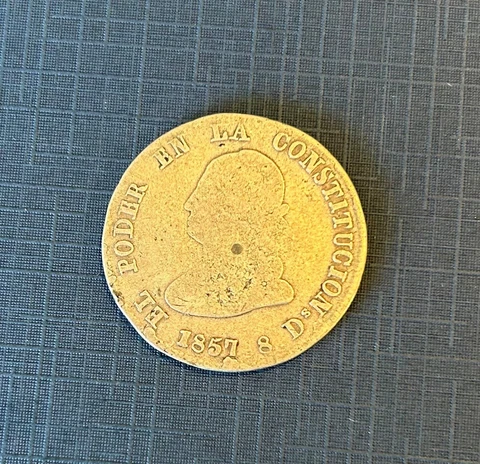 EL PODER EN LA CONSTITUCION
1857 8 Ds